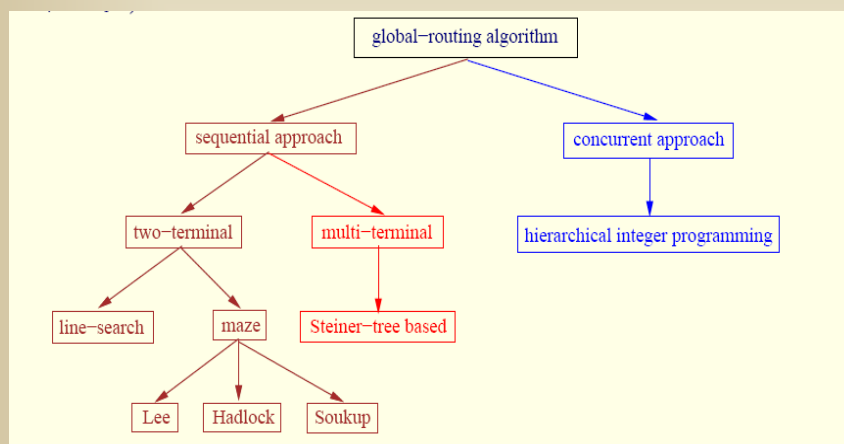 global−routing algorithm
sequential approach
concurrent approach
two−terminal
multi−terminal
hierarchical integer programming
line−search
maze
Steiner−tree based
Lee
Hadlock
Soukup